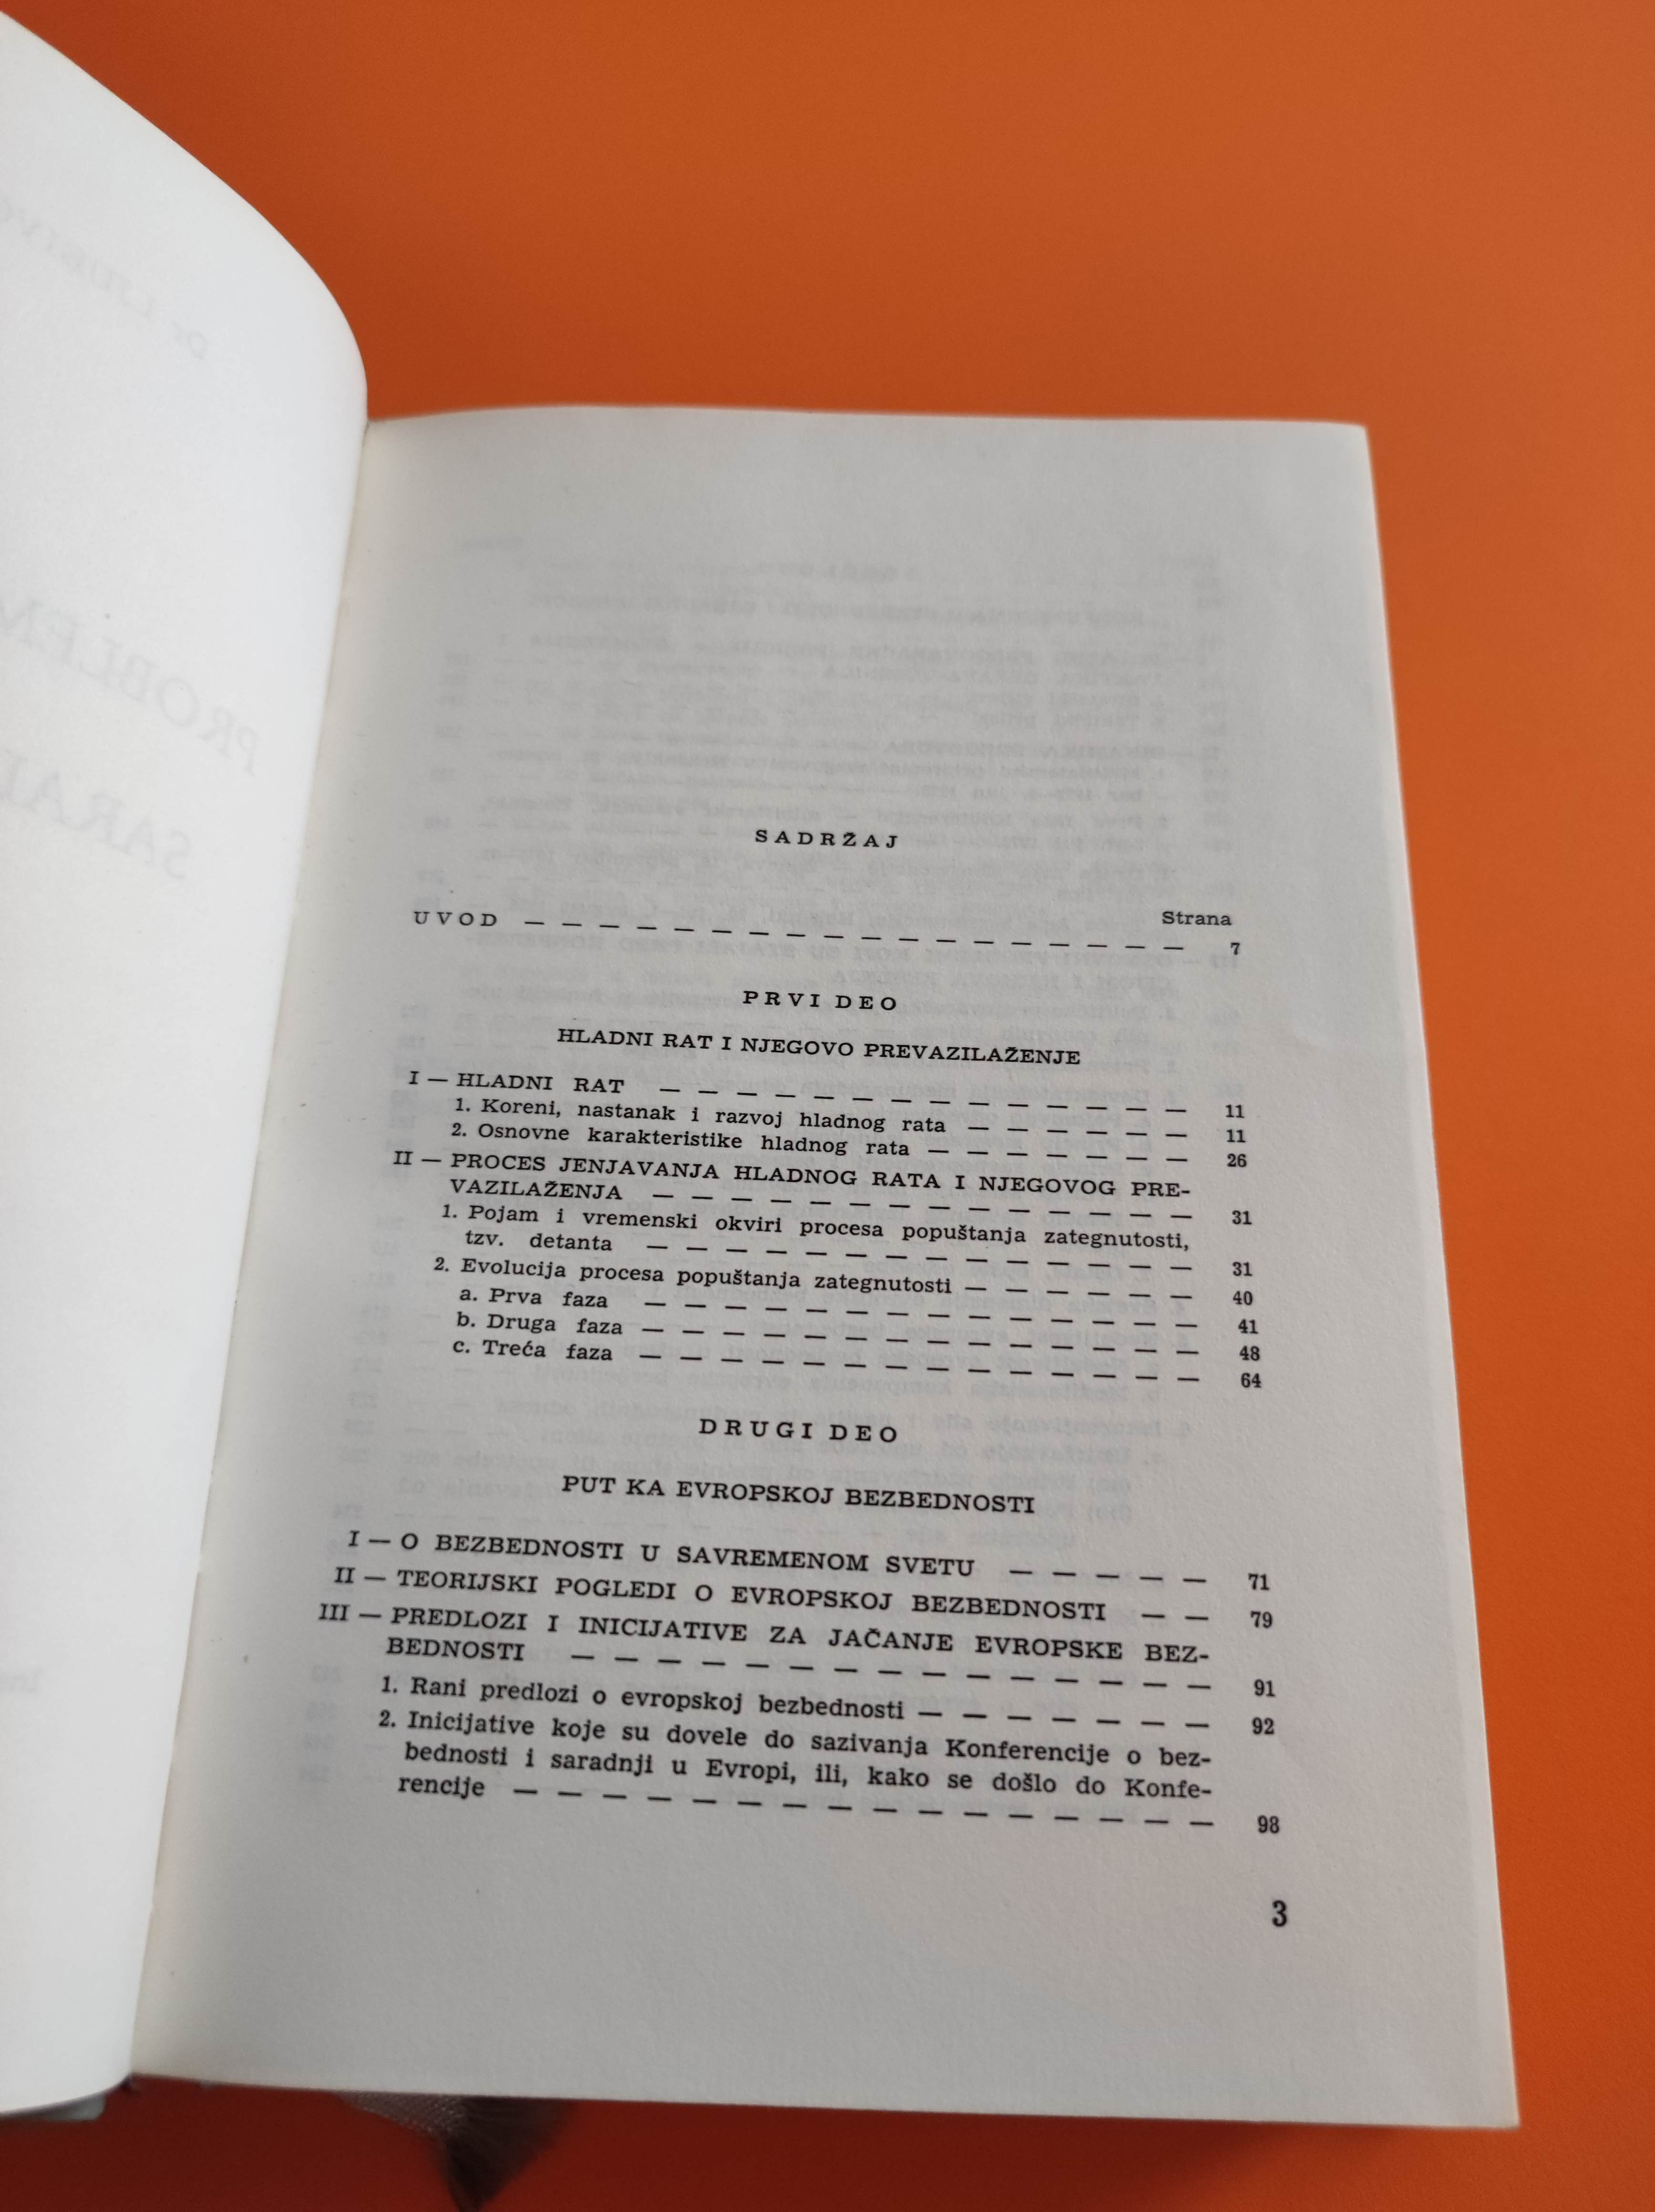 SADRŽAJ
Strana
UVOD — — — — — — — — — — — — — — — — — — 7
PRVI DEO
HLADNI RAT I NJEGOVO PREVAZILAŽENJE
I — HLADNI RAT — — — — — — — — — — — — — — 11
1. Koreni, nastanak i razvoj hladnog rata — — — — — — 11
2. Osnovne karakteristike hladnog rata — — — — — — — 26
II — PROCES JENJAVANJA HLADNOG RATA I NJEGOVOG PRE-
VAZILAŽENJA — — — — — — — — — — — — — — 31
1. Pojam i vremenski okviri procesa popuštanja zategnutosti,
tzv. detanta — — — — — — — — — — — — — — 31
2. Evolucija procesa popuštanja zategnutosti — — — — — — 40
a. Prva faza — — — — — — — — — — — — — — 41
b. Druga faza — — — — — — — — — — — — — — 48
c. Treća faza — — — — — — — — — — — — — — 64
DRUGI DEO
PUT KA EVROPSKOJ BEZBEDNOSTI
I — O BEZBEDNOSTI U SAVREMENOM SVETU — — — — — 71
II — TEORIJSKI POGLEDI O EVROPSKOJ BEZBEDNOSTI — — 79
III — PREDLOZI I INICIJATIVE ZA JAČANJE EVROPSKE BEZ-
BEDNOSTI — — — — — — — — — — — — — — — 91
1. Rani predlozi o evropskoj bezbednosti — — — — — — — 92
2. Inicijative koje su dovele do sazivanja Konferencije o bez-
bednosti i saradnji u Evropi, ili, kako se došlo do Konfe-
rencije — — — — — — — — — — — — — — — — 98
3